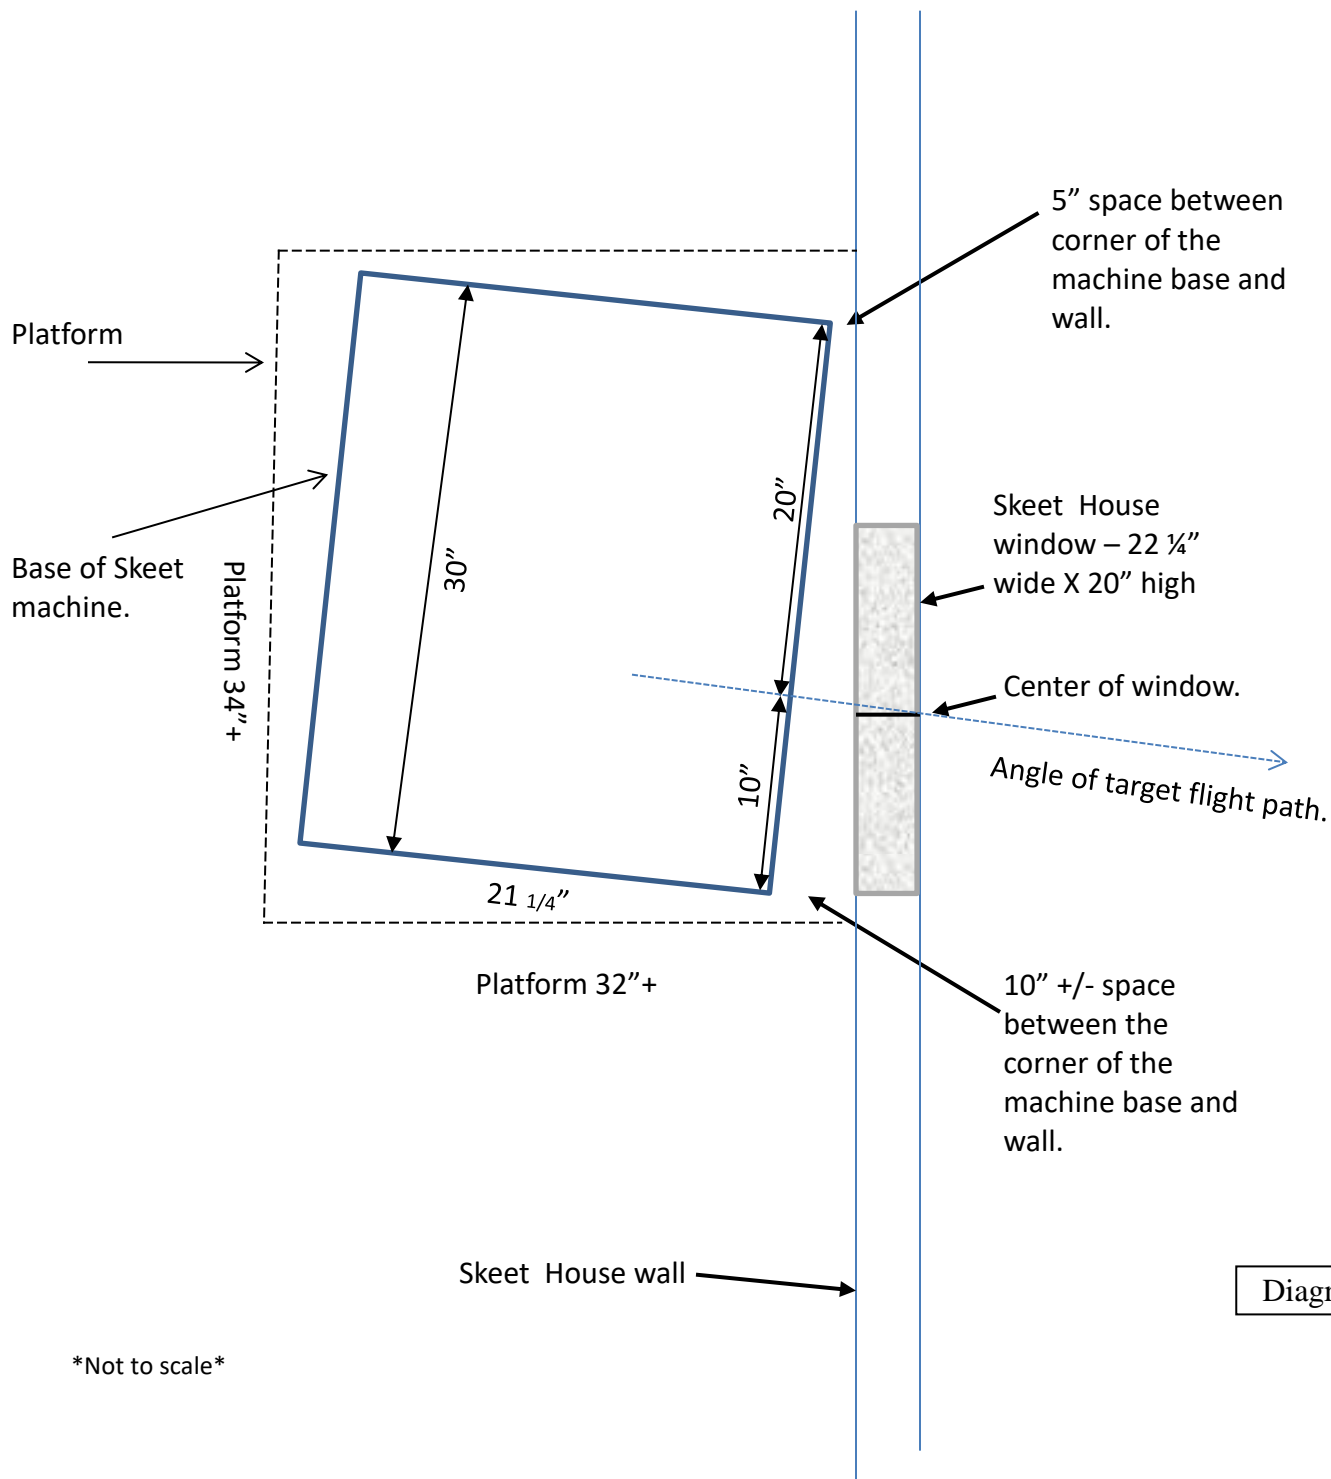 5” space between
corner of the
machine base and
wall.
Platform
20”
Skeet  House
window – 22 ¼”
wide X 20” high
30”
Base of Skeet
machine.
Platform 34”+
Center of window.
Angle of target flight path.
10”
21 1/4”
Platform 32”+
10” +/- space
between the
corner of the
machine base and
wall.
Skeet  House wall
Diagr
*Not to scale*